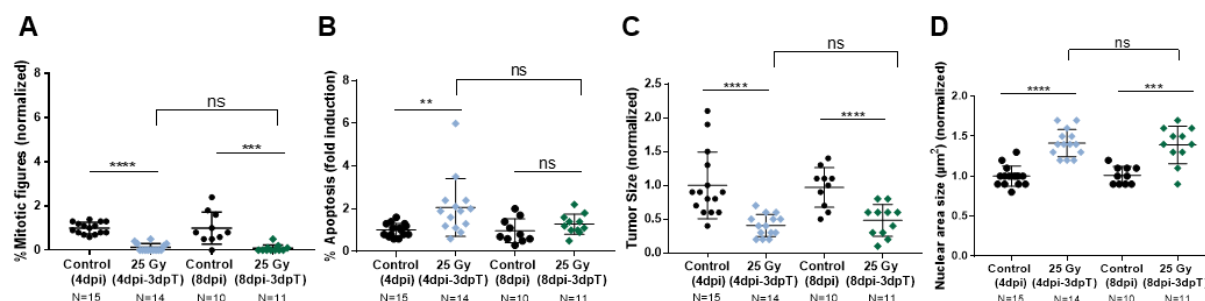 A
% Mitotic figures (normalized)
8
6
4
2
0
****
***
ns
Control
(4dpi)
25 Gy
(4dpi-3dpT)
Control
(8dpi)
25 Gy
(8dpi-3dpT)
N=15
N=14
N=10
N=11
B
% Apoptosis (fold induction)
8
6
4
2
0
**
ns
ns
Control
(4dpi)
25 Gy
(4dpi-3dpT)
Control
(8dpi)
25 Gy
(8dpi-3dpT)
N=15
N=14
N=10
N=11
C
Tumor Size (normalized)
2.5
2.0
1.5
1.0
0.5
0.0
****
****
ns
Control
(4dpi)
25 Gy
(4dpi-3dpT)
Control
(8dpi)
25 Gy
(8dpi-3dpT)
N=15
N=14
N=10
N=11
D
Nuclear area size (µm²) (normalized)
2.0
1.5
1.0
0.5
0.0
****
***
ns
Control
(4dpi)
25 Gy
(4dpi-3dpT)
Control
(8dpi)
25 Gy
(8dpi-3dpT)
N=15
N=14
N=10
N=11